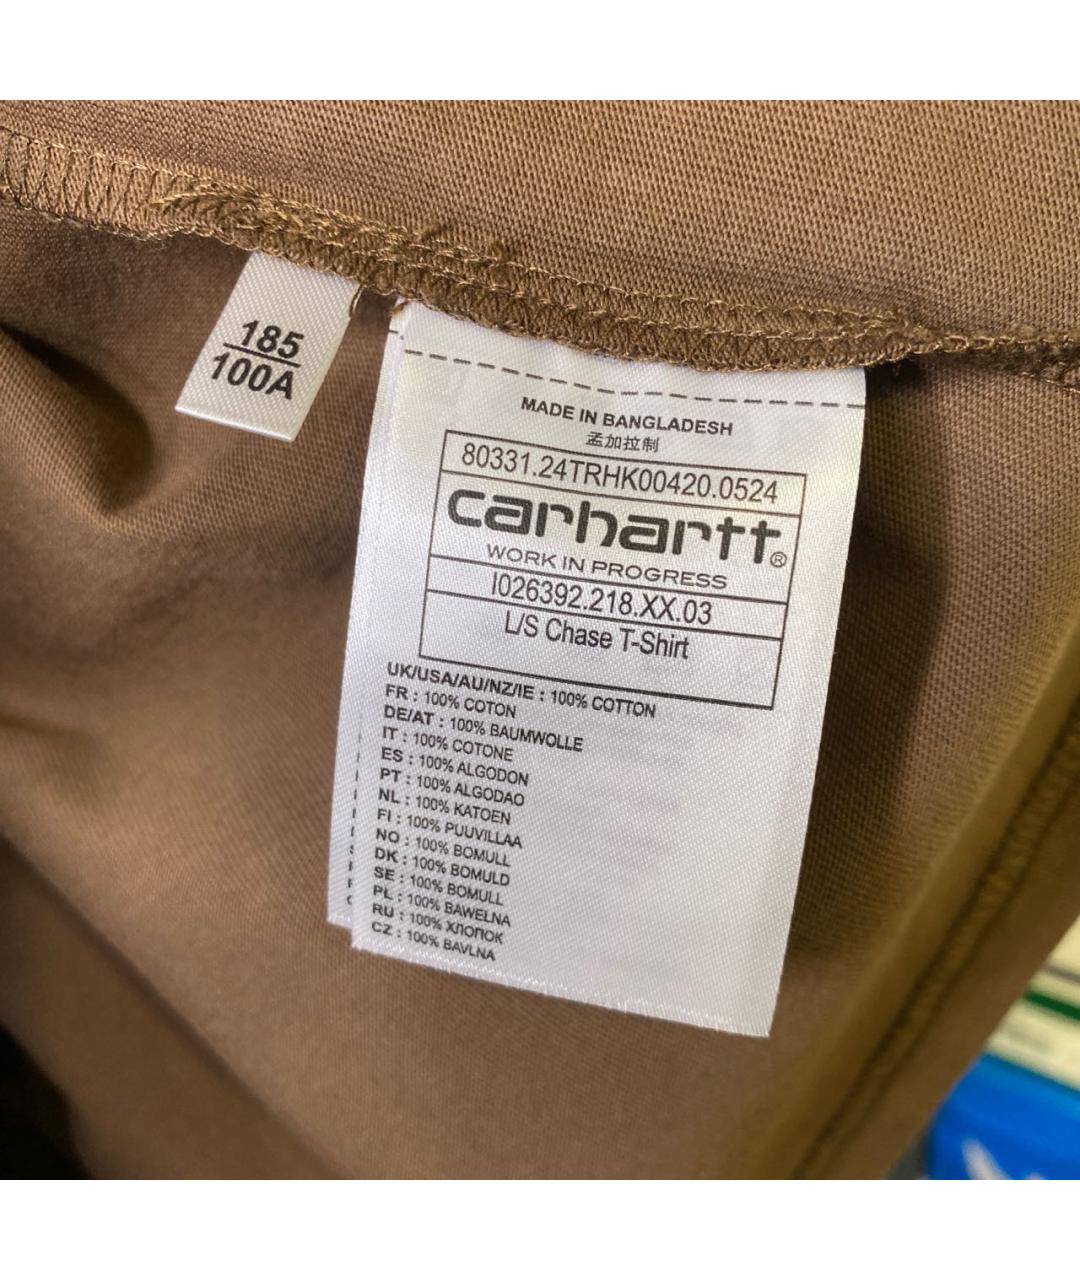 185
100A
MADE IN BANGLADESH
孟加拉制
80331.24TRHK00420.0524
carhartt®
WORK IN PROGRESS
I026392.218.XX.03
L/S Chase T-Shirt
UK/USA/AU/NZ/IE : 100% COTTON
FR : 100% COTON
DE/AT : 100% BAUMWOLLE
IT : 100% COTONE
ES : 100% ALGODON
PT : 100% ALGODAO
NL : 100% KATOEN
FI : 100% PUUVILLAA
NO : 100% BOMULL
DK : 100% BOMULD
SE : 100% BOMULL
PL : 100% BAWEŁNA
RU : 100% ХЛОПОК
CZ : 100% BAVLNA